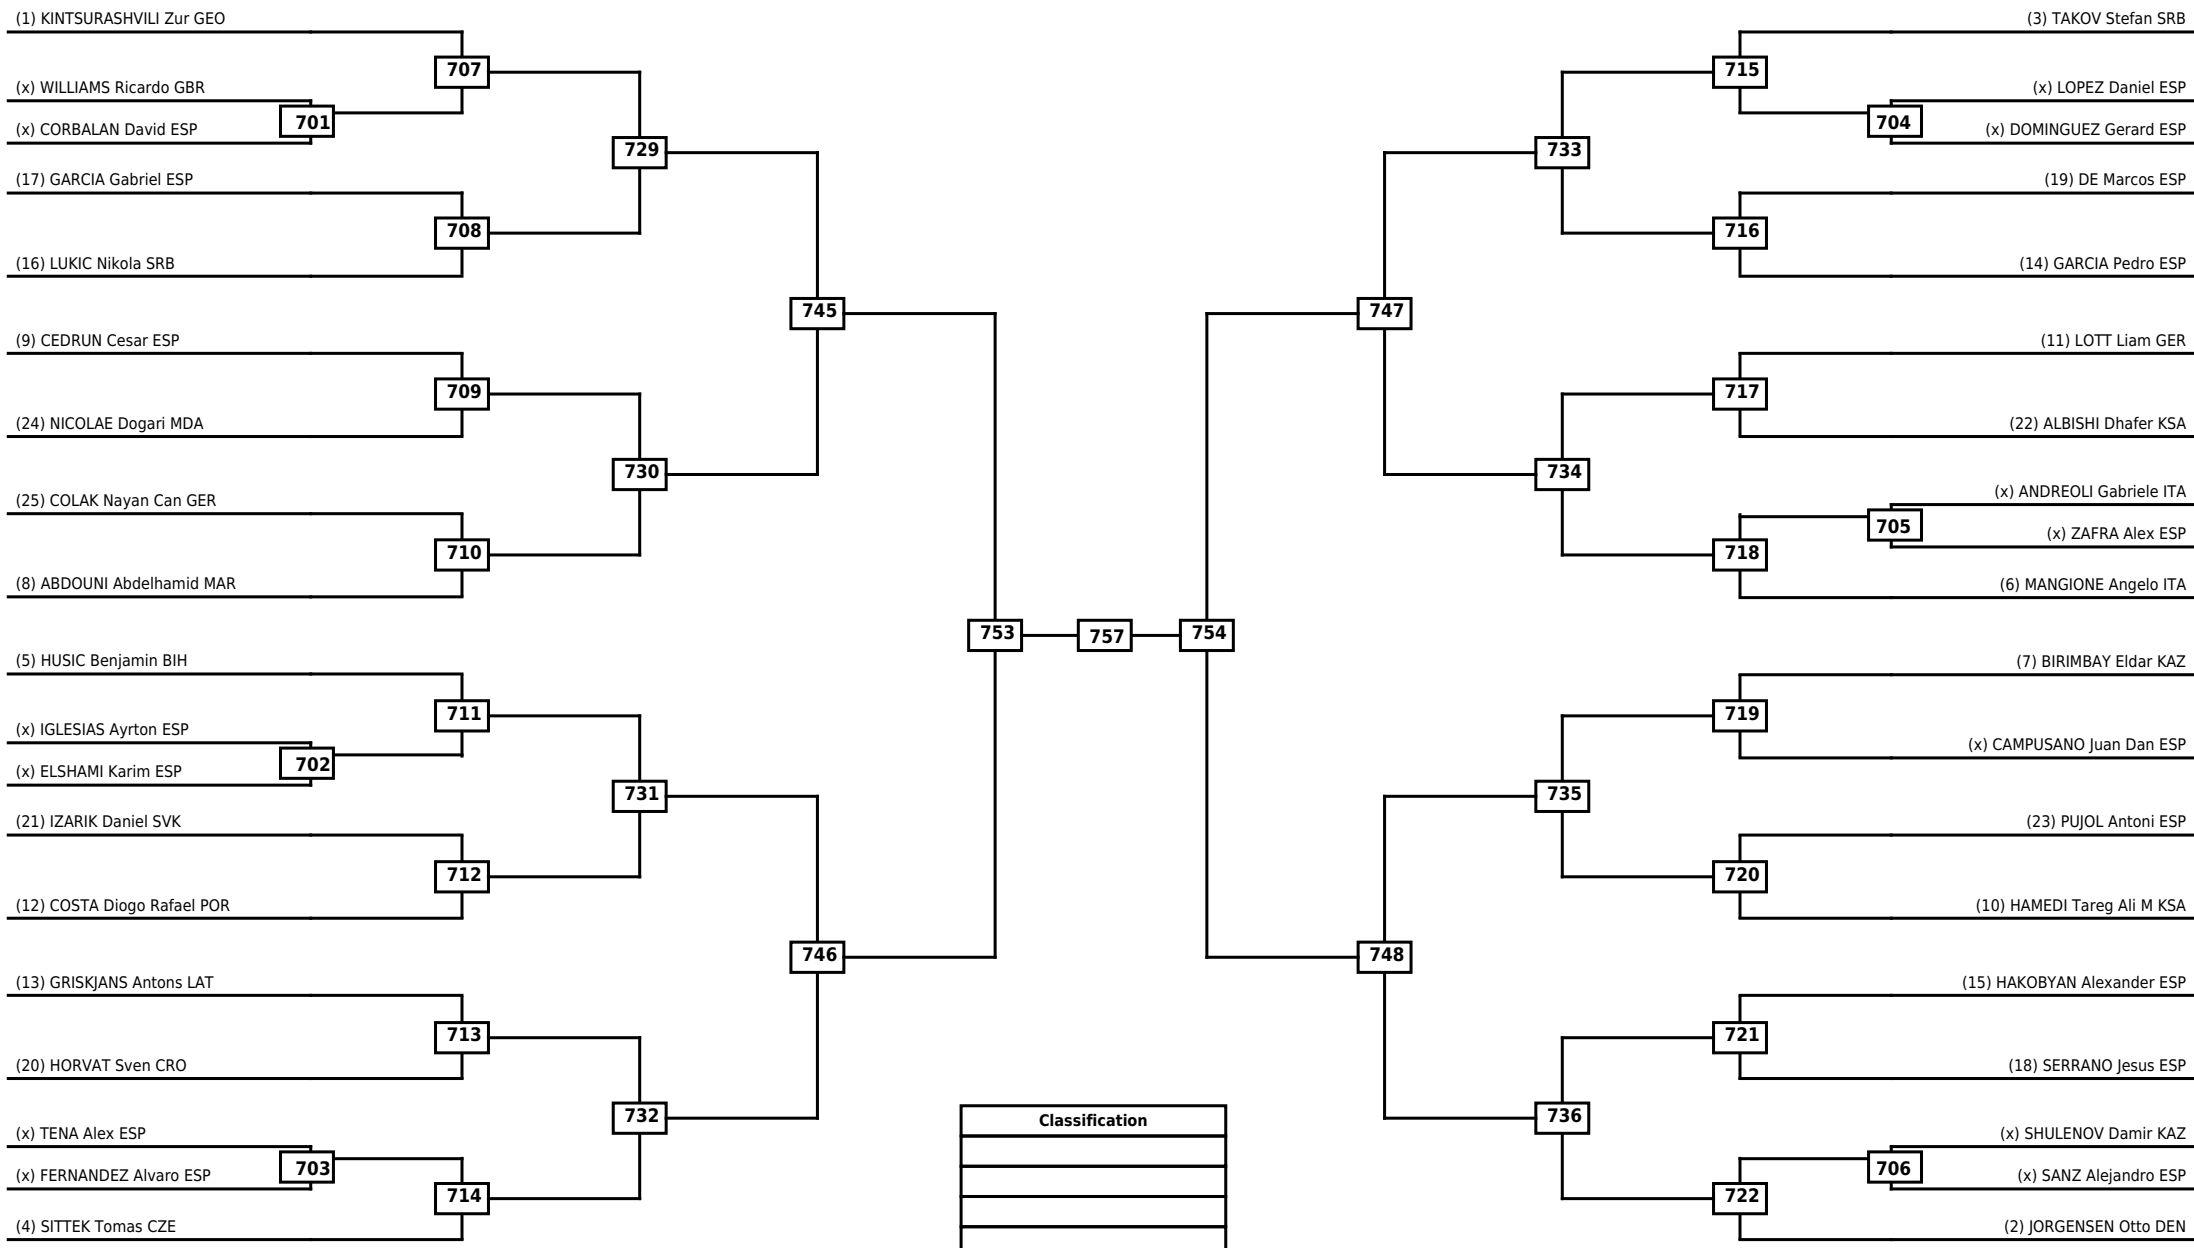 (1) KINTSURASHVILI Zur GEO
(x) WILLIAMS Ricardo GBR
(x) CORBALAN David ESP
(17) GARCIA Gabriel ESP
(16) LUKIC Nikola SRB
(9) CEDRUN Cesar ESP
(24) NICOLAE Dogari MDA
(25) COLAK Nayan Can GER
(8) ABDOUNI Abdelhamid MAR
(5) HUSIC Benjamin BIH
(x) IGLESIAS Ayrton ESP
(x) ELSHAMI Karim ESP
(21) IZARIK Daniel SVK
(12) COSTA Diogo Rafael POR
(13) GRISKJANS Antons LAT
(20) HORVAT Sven CRO
(x) TENA Alex ESP
(x) FERNANDEZ Alvaro ESP
(4) SITTEK Tomas CZE
701
702
703
707
708
709
710
711
712
713
714
729
730
731
732
745
746
753
757
754
747
748
733
734
735
736
715
716
717
718
719
720
721
722
704
705
706
(3) TAKOV Stefan SRB
(x) LOPEZ Daniel ESP
(x) DOMINGUEZ Gerard ESP
(19) DE Marcos ESP
(14) GARCIA Pedro ESP
(11) LOTT Liam GER
(22) ALBISHI Dhafer KSA
(x) ANDREOLI Gabriele ITA
(x) ZAFRA Alex ESP
(6) MANGIONE Angelo ITA
(7) BIRIMBAY Eldar KAZ
(x) CAMPUSANO Juan Dan ESP
(23) PUJOL Antoni ESP
(10) HAMEDI Tareg Ali M KSA
(15) HAKOBYAN Alexander ESP
(18) SERRANO Jesus ESP
(x) SHULENOV Damir KAZ
(x) SANZ Alejandro ESP
(2) JORGENSEN Otto DEN
Classification